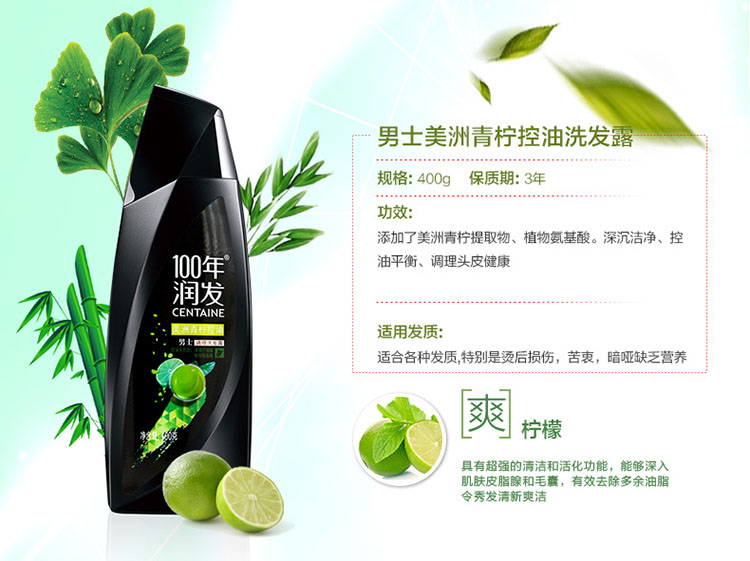 男士美洲青柠控油洗发露
规格: 400g 保质期: 3年
功效:
添加了美洲青柠提取物、植物氨基酸。深沉洁净、控
油平衡、调理头皮健康
适用发质:
适合各种发质,特别是烫后损伤，苦衷，暗哑缺乏营养
100年®
润发
CENTAINE
美洲青柠控油
男士
净含量
爽 柠檬
具有超强的清洁和活化功能，能够深入
肌肤皮脂腺和毛囊，有效去除多余油脂
令秀发清新爽洁